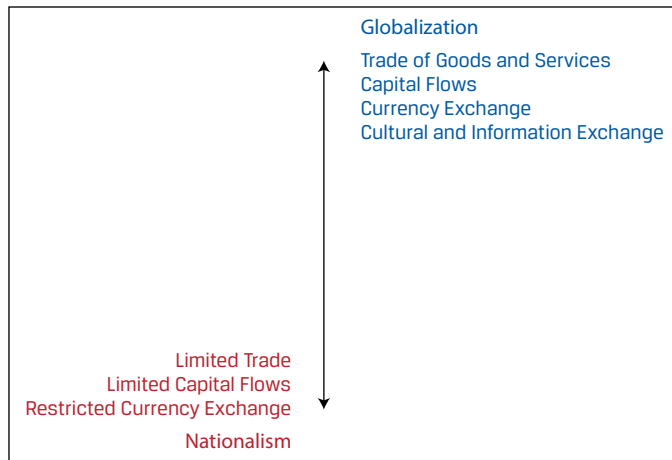 Globalization
Trade of Goods and Services
Capital Flows
Currency Exchange
Cultural and Information Exchange
Limited Trade
Limited Capital Flows
Restricted Currency Exchange
Nationalism